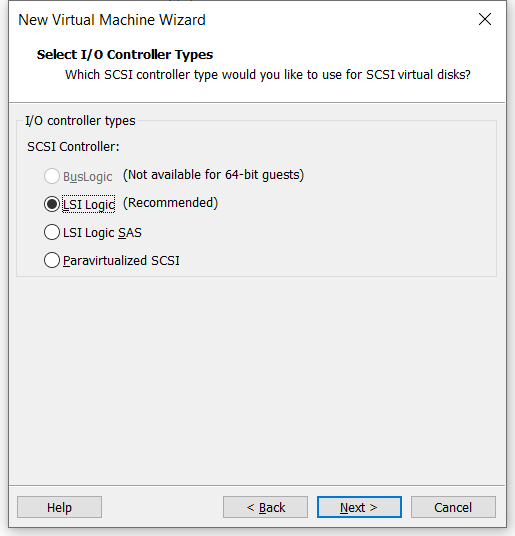 New Virtual Machine Wizard
Select I/O Controller Types
Which SCSI controller type would you like to use for SCSI virtual disks?
I/O controller types
SCSI Controller:
BusLogic (Not available for 64-bit guests)
LSI Logic (Recommended)
LSI Logic SAS
Paravirtualized SCSI
Help < Back Next > Cancel